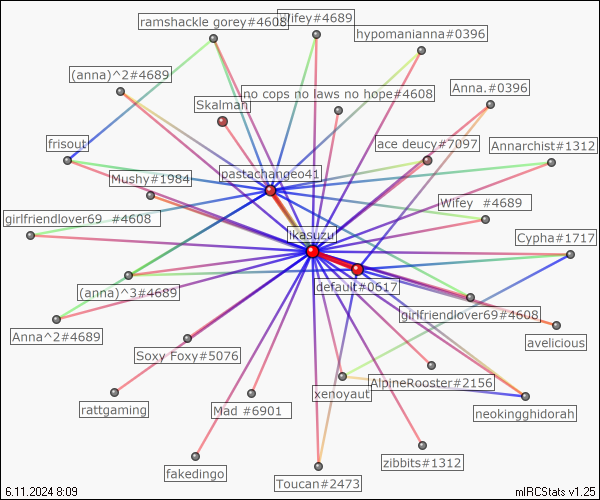 ramshackle gorey#4608
Wifey#4689
hypomanianna#0396
(anna)^2#4689
no cops no laws no hope#4608
Anna.#0396
Skalman
frisout
ace deucy#7097
Annarchist#1312
pastachangeo41
Mushy#1984
Wifey #4689
girlfriendlover69 #4608
ikasuzu
Cypha#1717
default#0617
(anna)^3#4689
girlfriendlover69#4608
Anna^2#4689
avelicious
Soxy Foxy#5076
AlpineRooster#2156
xenoyaut
rattgaming
Mad #6901
neokingghidorah
zibbits#1312
fakedingo
Toucan#2473
6.11.2024 8:09
mIRCStats v1.25